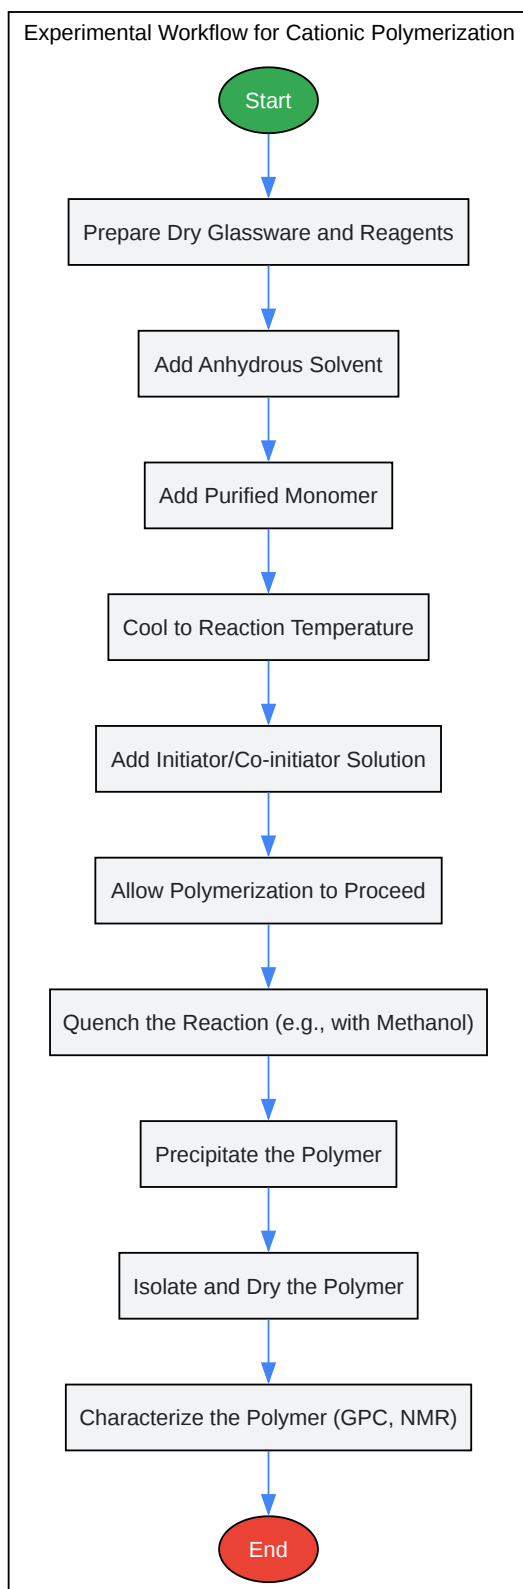 Experimental Workflow for Cationic Polymerization
Start
Prepare Dry Glassware and Reagents
Add Anhydrous Solvent
Add Purified Monomer
Cool to Reaction Temperature
Add Initiator/Co-initiator Solution
Allow Polymerization to Proceed
Quench the Reaction (e.g., with Methanol)
Precipitate the Polymer
Isolate and Dry the Polymer
Characterize the Polymer (GPC, NMR)
End